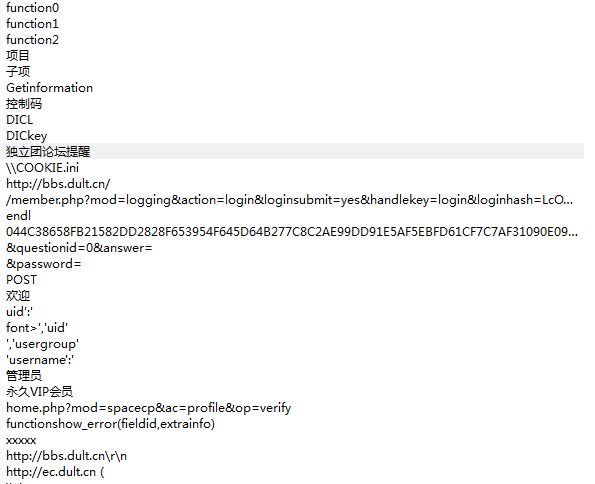 function0
function1
function2
项目
子项
Getinformation
控制码
DICL
DICkey
独立团论坛提醒
\\COOKIE.ini
http://bbs.dult.cn/
/member.php?mod=logging&action=login&loginsubmit=yes&handlekey=login&loginhash=LcO...
endl
044C38658FB21582DD2828F653954F645D64B277C8C2AE99DD91E5AF5EBFD61CF7C7AF31090E09...
&questionid=0&answer=
&password=
POST
欢迎
uid':'
font>','uid'
','usergroup'
'username':'
管理员
永久VIP会员
home.php?mod=spacecp&ac=profile&op=verify
functionshow_error(fieldid,extrainfo)
xxxxx
http://bbs.dult.cn\r\n
http://ec.dult.cn (